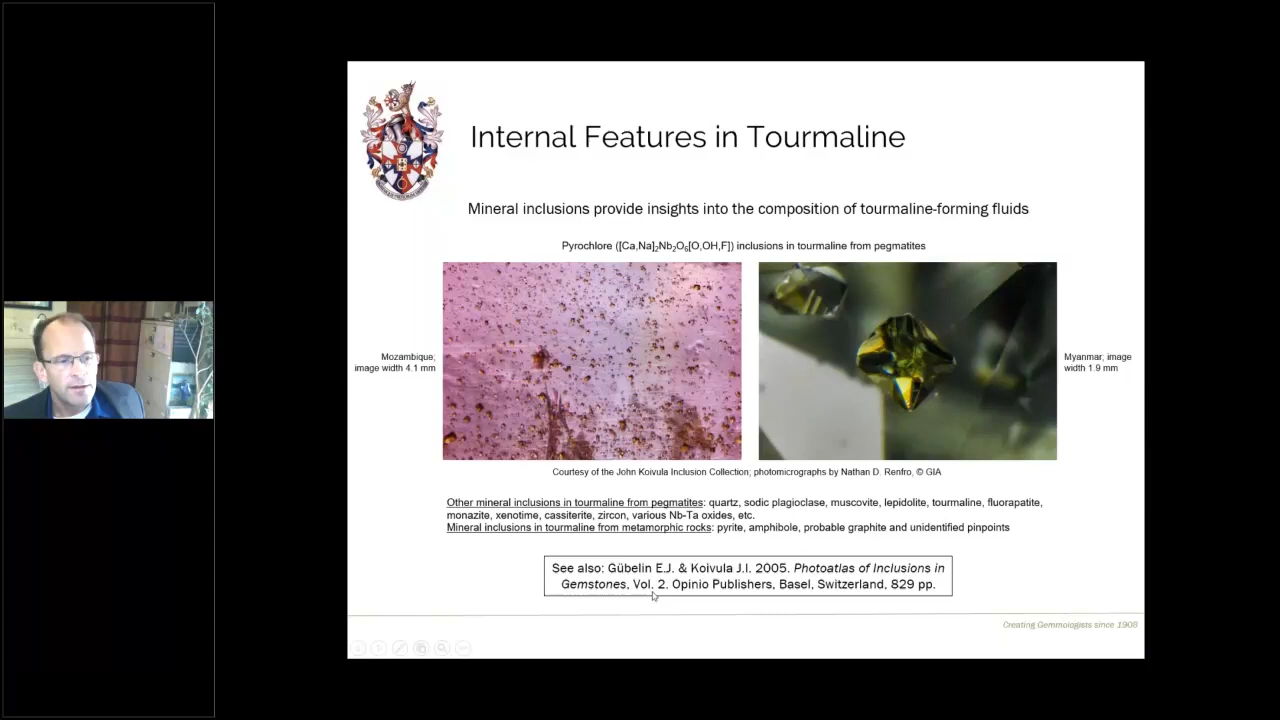 Internal Features in Tourmaline
Mineral inclusions provide insights into the composition of tourmaline-forming fluids
Pyrochlore ([Ca,Na]₂Nb₂O₆[O,OH,F]) inclusions in tourmaline from pegmatites
Mozambique;
image width 4.1 mm
Myanmar; image
width 1.9 mm
Courtesy of the John Koivula Inclusion Collection; photomicrographs by Nathan D. Renfro, © GIA
Other mineral inclusions in tourmaline from pegmatites: quartz, sodic plagioclase, muscovite, lepidolite, tourmaline, fluorapatite,
monazite, xenotime, cassiterite, zircon, various Nb-Ta oxides, etc.
Mineral inclusions in tourmaline from metamorphic rocks: pyrite, amphibole, probable graphite and unidentified pinpoints
See also: Gübelin E.J. & Koivula J.I. 2005. Photoatlas of Inclusions in
Gemstones, Vol. 2. Opinio Publishers, Basel, Switzerland, 829 pp.
Creating Gemmologists since 1908